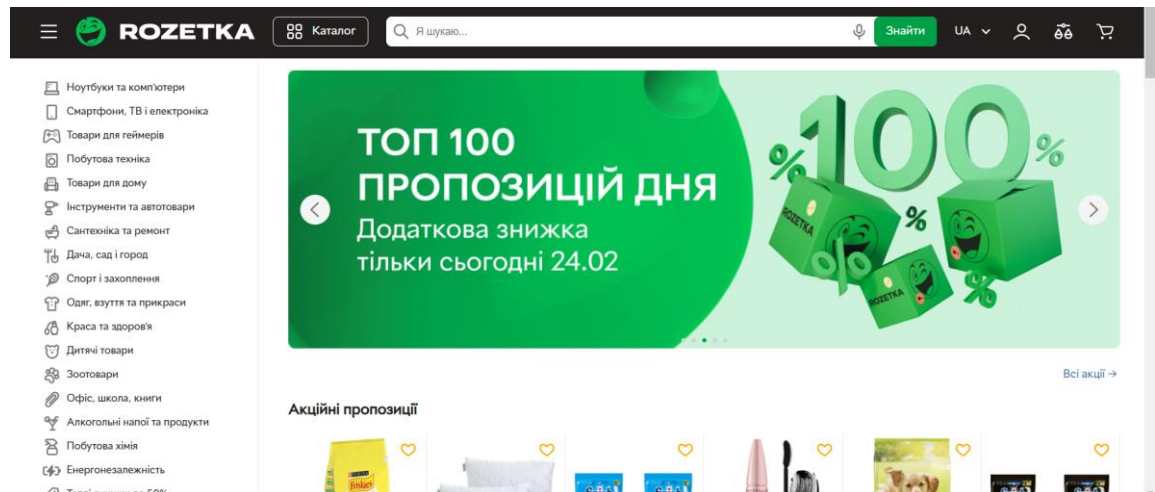 ROZETKA
Каталог
Я шукаю...
Знайти
UA
Ноутбуки та комп'ютери
Смартфони, ТВ і електроніка
Товари для геймерів
Побутова техніка
Товари для дому
Інструменти та автотовари
Сантехніка та ремонт
Дача, сад і город
Спорт і захоплення
Одяг, взуття та прикраси
Краса та здоров'я
Дитячі товари
Зоотовари
Офіс, школа, книги
Алкогольні напої та продукти
Побутова хімія
Енергонезалежність
ТОП 100
ПРОПОЗИЦІЙ ДНЯ
Додаткова знижка
тільки сьогодні 24.02
100
%
%
%
%
%
ROZETKA
ROZETKA
Всі акції →
Акційні пропозиції
PURINA
Friskies